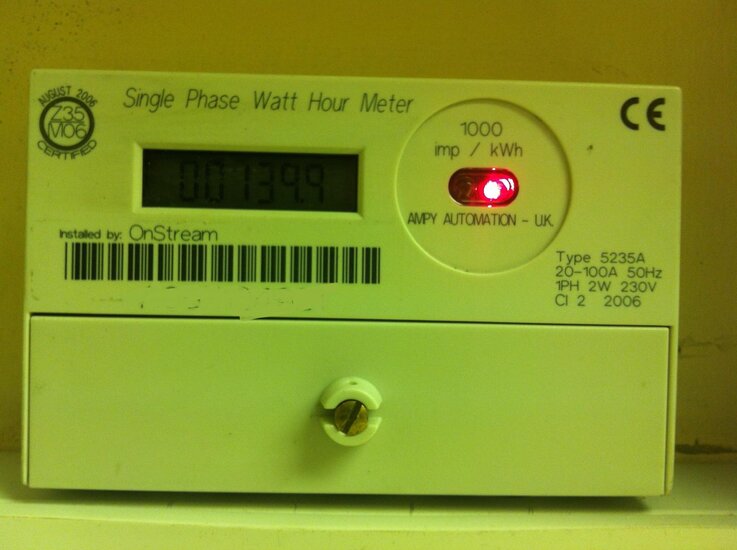 AUGUST 2006
Z35
M06
CERTIFIED
Single Phase Watt Hour Meter
1000
imp / kWh
AMPY AUTOMATION - U.K.
CE
00139.9
Installed by: OnStream
Type 5235A
20-100A 50Hz
1PH 2W 230V
Cl 2 2006